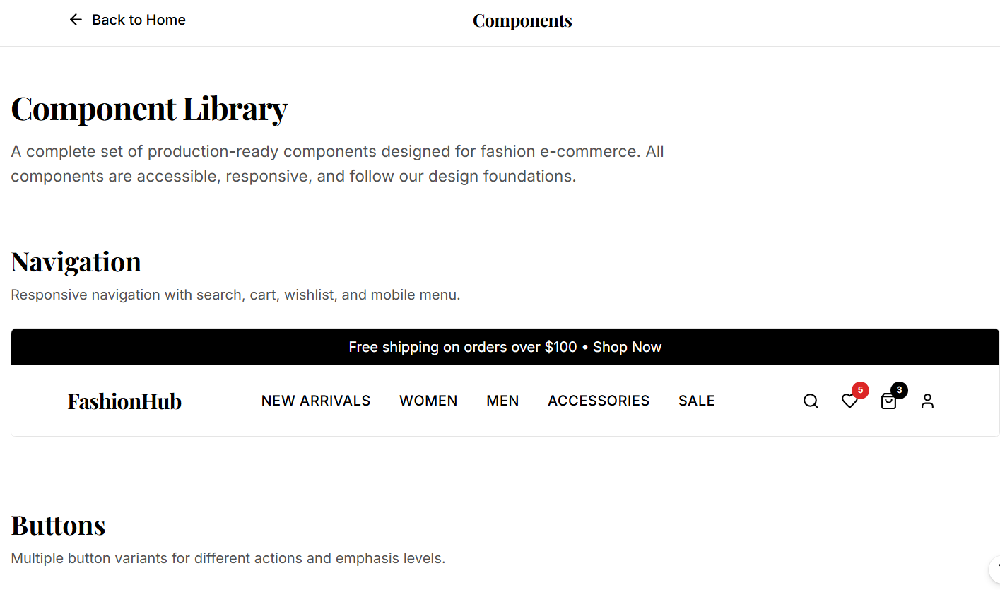 Back to Home
Components
Component Library
A complete set of production-ready components designed for fashion e-commerce. All
components are accessible, responsive, and follow our design foundations.
Navigation
Responsive navigation with search, cart, wishlist, and mobile menu.
Free shipping on orders over $100 • Shop Now
FashionHub NEW ARRIVALS WOMEN MEN ACCESSORIES SALE 5 3
Buttons
Multiple button variants for different actions and emphasis levels.